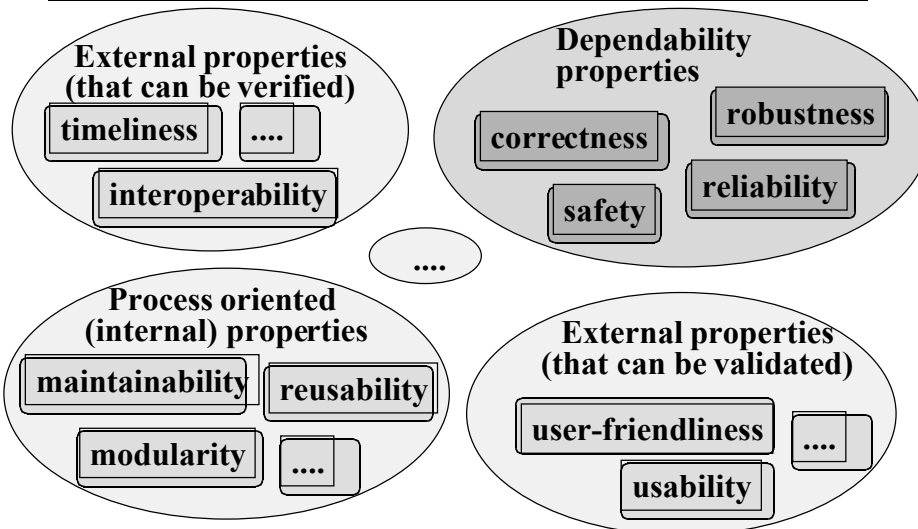 External properties
(that can be verified)
timeliness
....
interoperability
Dependability
properties
correctness
robustness
safety
reliability
....
Process oriented
(internal) properties
maintainability
reusability
modularity
....
External properties
(that can be validated)
user-friendliness
....
usability